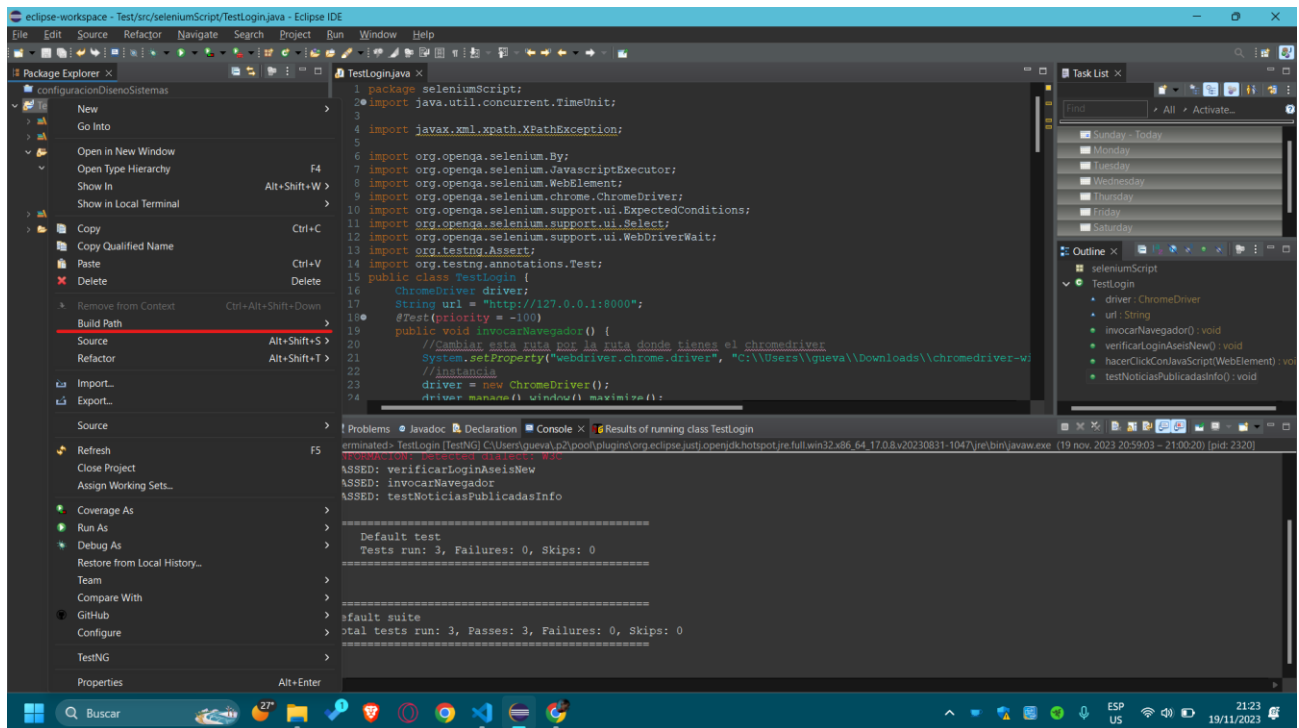 eclipse-workspace - Test/src/seleniumScript/TestLogin.java - Eclipse IDE
File Edit Source Refactor Navigate Search Project Run Window Help
Package Explorer
configuracionDisenoSistemas
Te
New
Go Into
Open in New Window
Open Type Hierarchy F4
Show In Alt+Shift+W >
Show in Local Terminal
Copy Ctrl+C
Copy Qualified Name
Paste Ctrl+V
Delete Delete
Remove from Context Ctrl+Alt+Shift+Down
Build Path
Source Alt+Shift+S >
Refactor Alt+Shift+T >
Import...
Export...
Source
Refresh F5
Close Project
Assign Working Sets...
Coverage As
Run As
Debug As
Restore from Local History...
Team
Compare With
GitHub
Configure
TestNG
Properties Alt+Enter
TestLogin.java
1 package seleniumScript;
2 import java.util.concurrent.TimeUnit;
3
4 import javax.xml.xpath.XPathException;
5
6 import org.openqa.selenium.By;
7 import org.openqa.selenium.JavascriptExecutor;
8 import org.openqa.selenium.WebElement;
9 import org.openqa.selenium.chrome.ChromeDriver;
10 import org.openqa.selenium.support.ui.ExpectedConditions;
11 import org.openqa.selenium.support.ui.Select;
12 import org.openqa.selenium.support.ui.WebDriverWait;
13 import org.testng.Assert;
14 import org.testng.annotations.Test;
15 public class TestLogin {
16 ChromeDriver driver;
17 String url = "http://127.0.0.1:8000";
18 @Test(priority = -100)
19 public void invocarNavegador() {
20 //Cambiar esta ruta por la ruta donde tienes el chromedriver
21 System.setProperty("webdriver.chrome.driver", "C:\\Users\\gueva\\Downloads\\chromedriver-wi
22 //instancia
23 driver = new ChromeDriver();
24 driver.manage().window().maximize();
Problems Javadoc Declaration Console Results of running class TestLogin
erminated> TestLogin [TestNG] C:\Users\gueva\.p2\pool\plugins\org.eclipse.justj.openjdk.hotspot.jre.full.win32.x86_64_17.0.8.v20230831-1047\jre\bin\javaw.exe (19 nov. 2023 20:59:03 – 21:00:20) [pid: 2320]
NFORMACION: Detected dialect: W3C
ASSED: verificarLoginAseisNew
ASSED: invocarNavegador
ASSED: testNoticiasPublicadasInfo
===============================================
Default test
Tests run: 3, Failures: 0, Skips: 0
===============================================
===============================================
efault suite
otal tests run: 3, Passes: 3, Failures: 0, Skips: 0
===============================================
Task List
Find All Activate...
Sunday - Today
Monday
Tuesday
Wednesday
Thursday
Friday
Saturday
Outline
seleniumScript
TestLogin
driver : ChromeDriver
url : String
invocarNavegador() : void
verificarLoginAseisNew() : void
hacerClickConJavaScript(WebElement) : voi
testNoticiasPublicadasInfo() : void
Buscar
27°
ESP
US
21:23
19/11/2023